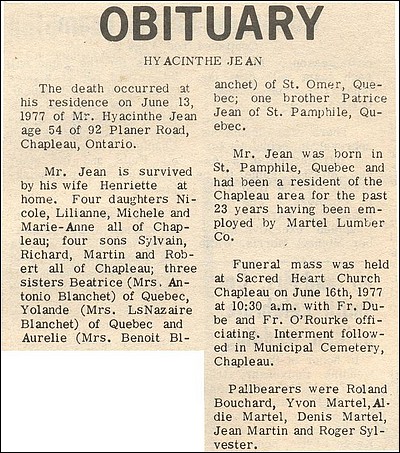 OBITUARY
HYACINTHE JEAN
The death occurred at
his residence on June 13,
1977 of Mr. Hyacinthe Jean
age 54 of 92 Planer Road,
Chapleau, Ontario.
Mr. Jean is survived
by his wife Henriette at
home. Four daughters Ni-
cole, Lilianne, Michele and
Marie-Anne all of Chap-
leau; four sons Sylvain,
Richard, Martin and Rob-
ert all of Chapleau; three
sisters Beatrice (Mrs. An-
tonio Blanchet) of Quebec,
Yolande (Mrs. LsNazaire
Blanchet) of Quebec and
Aurelie (Mrs. Benoit Bl-
anchet) of St. Omer, Que-
bec; one brother Patrice
Jean of St. Pamphile, Qu-
ebec.
Mr. Jean was born in
St. Pamphile, Quebec and
had been a resident of the
Chapleau area for the past
23 years having been em-
ployed by Martel Lumber
Co.
Funeral mass was held
at Sacred Heart Church
Chapleau on June 16th, 1977
at 10:30 a.m. with Fr. Du-
be and Fr. O'Rourke offi-
ciating. Interment follow-
ed in Municipal Cemetery,
Chapleau.
Pallbearers were Roland
Bouchard, Yvon Martel, Al-
die Martel, Denis Martel,
Jean Martin and Roger Syl-
vester.